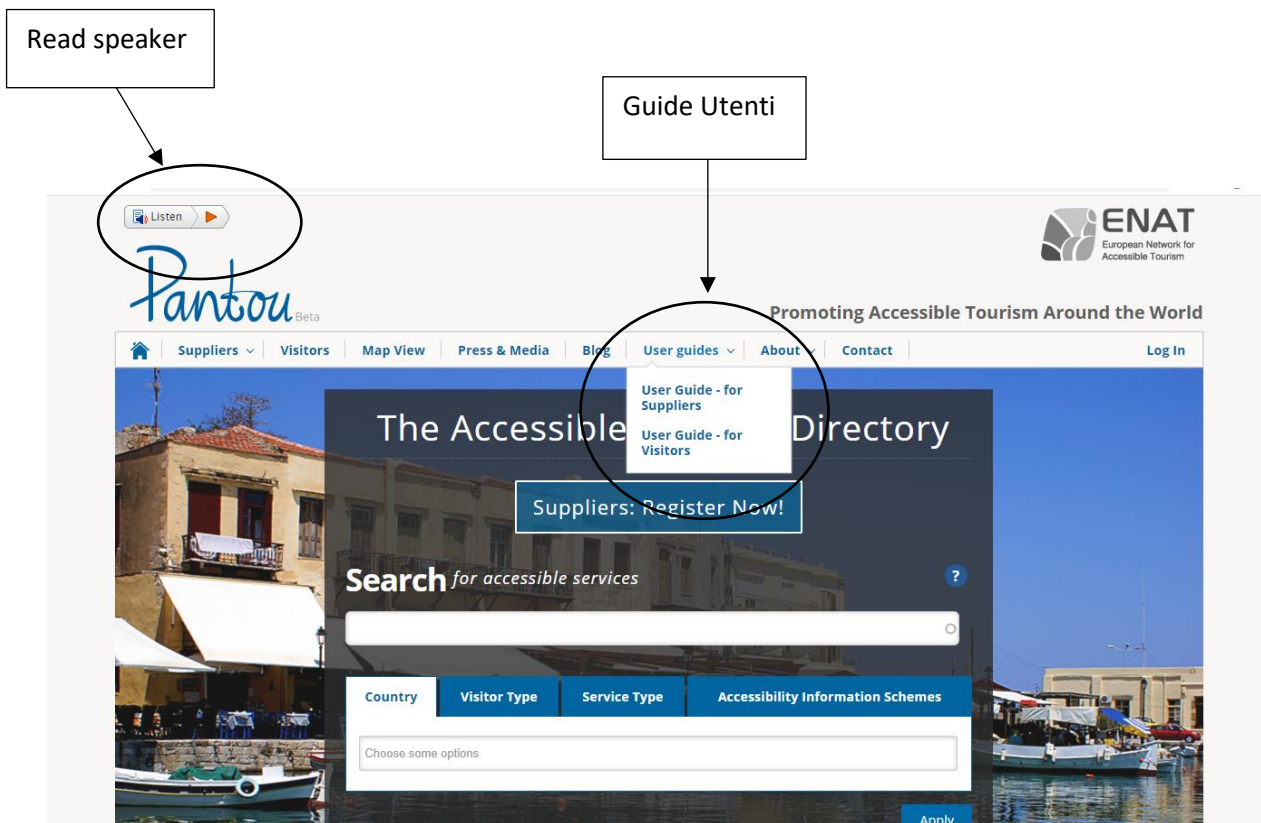 Read speaker
Guide Utenti
Listen
ENAT
European Network for
Accessible Tourism
Pantou Beta
Promoting Accessible Tourism Around the World
Suppliers Visitors Map View Press & Media Blog User guides About Contact Log In
User Guide - for
Suppliers
User Guide - for
Visitors
The Accessible Directory
Suppliers: Register Now!
Search for accessible services
?
Country Visitor Type Service Type Accessibility Information Schemes
Choose some options
Apply